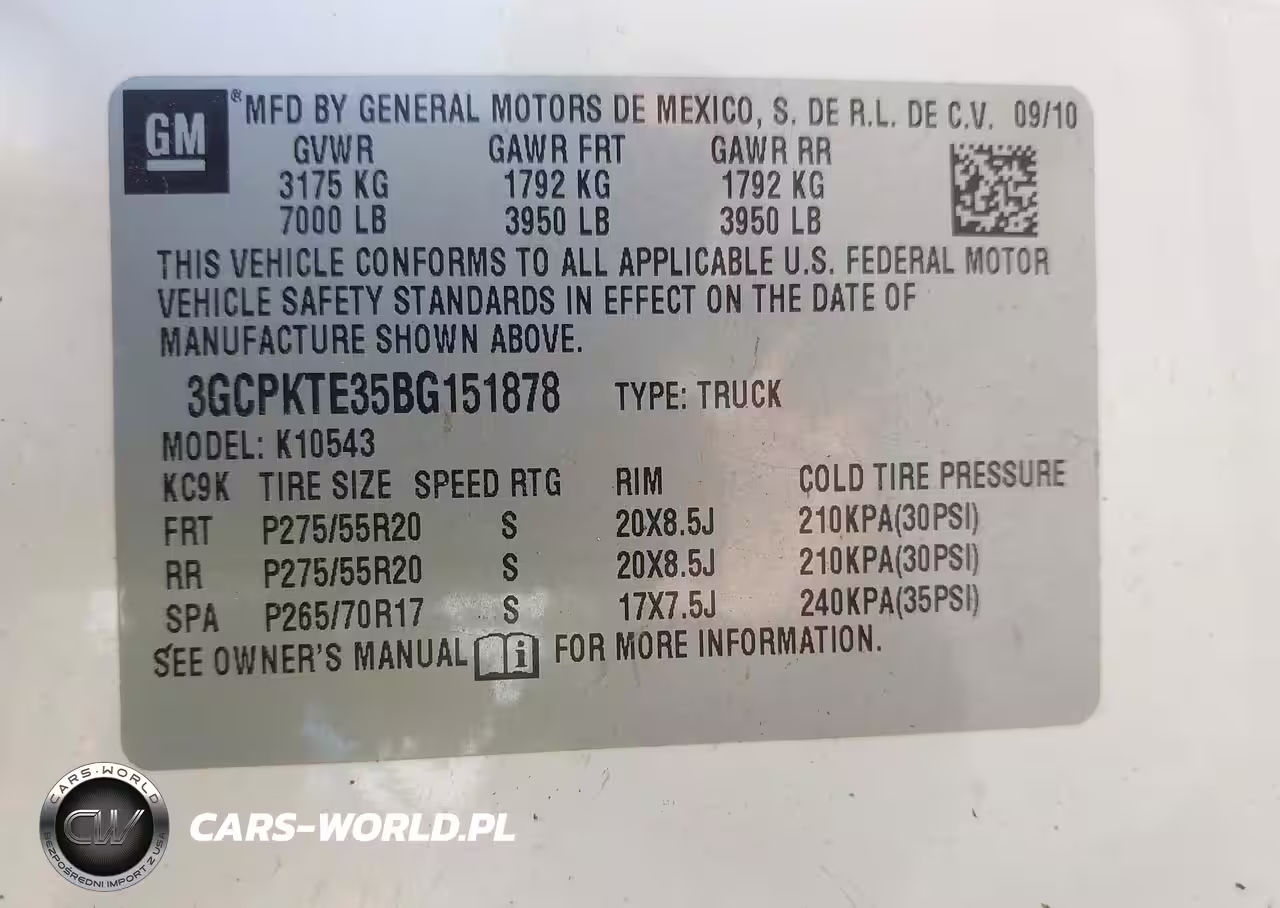 GM ® MFD BY GENERAL MOTORS DE MEXICO, S. DE R.L. DE C.V. 09/10
GVWR GAWR FRT GAWR RR
3175 KG 1792 KG 1792 KG
7000 LB 3950 LB 3950 LB
THIS VEHICLE CONFORMS TO ALL APPLICABLE U.S. FEDERAL MOTOR
VEHICLE SAFETY STANDARDS IN EFFECT ON THE DATE OF
MANUFACTURE SHOWN ABOVE.
3GCPKTE35BG151878 TYPE: TRUCK
MODEL: K10543
KC9K TIRE SIZE SPEED RTG RIM COLD TIRE PRESSURE
FRT P275/55R20 S 20X8.5J 210KPA(30PSI)
RR P275/55R20 S 20X8.5J 210KPA(30PSI)
SPA P265/70R17 S 17X7.5J 240KPA(35PSI)
SEE OWNER'S MANUAL i FOR MORE INFORMATION.
CARS-WORLD
CW
BEZPOŚREDNI IMPORT Z USA
CARS-WORLD.PL